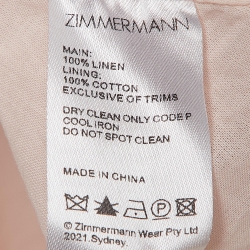 ZIMMERMANN
MAIN:
100% LINEN
LINING:
100% COTTON
EXCLUSIVE OF TRIMS
DRY CLEAN ONLY CODE P
COOL IRON
DO NOT SPOT CLEAN
MADE IN CHINA
P
© Zimmermann Wear Pty Ltd
2021. Sydney.